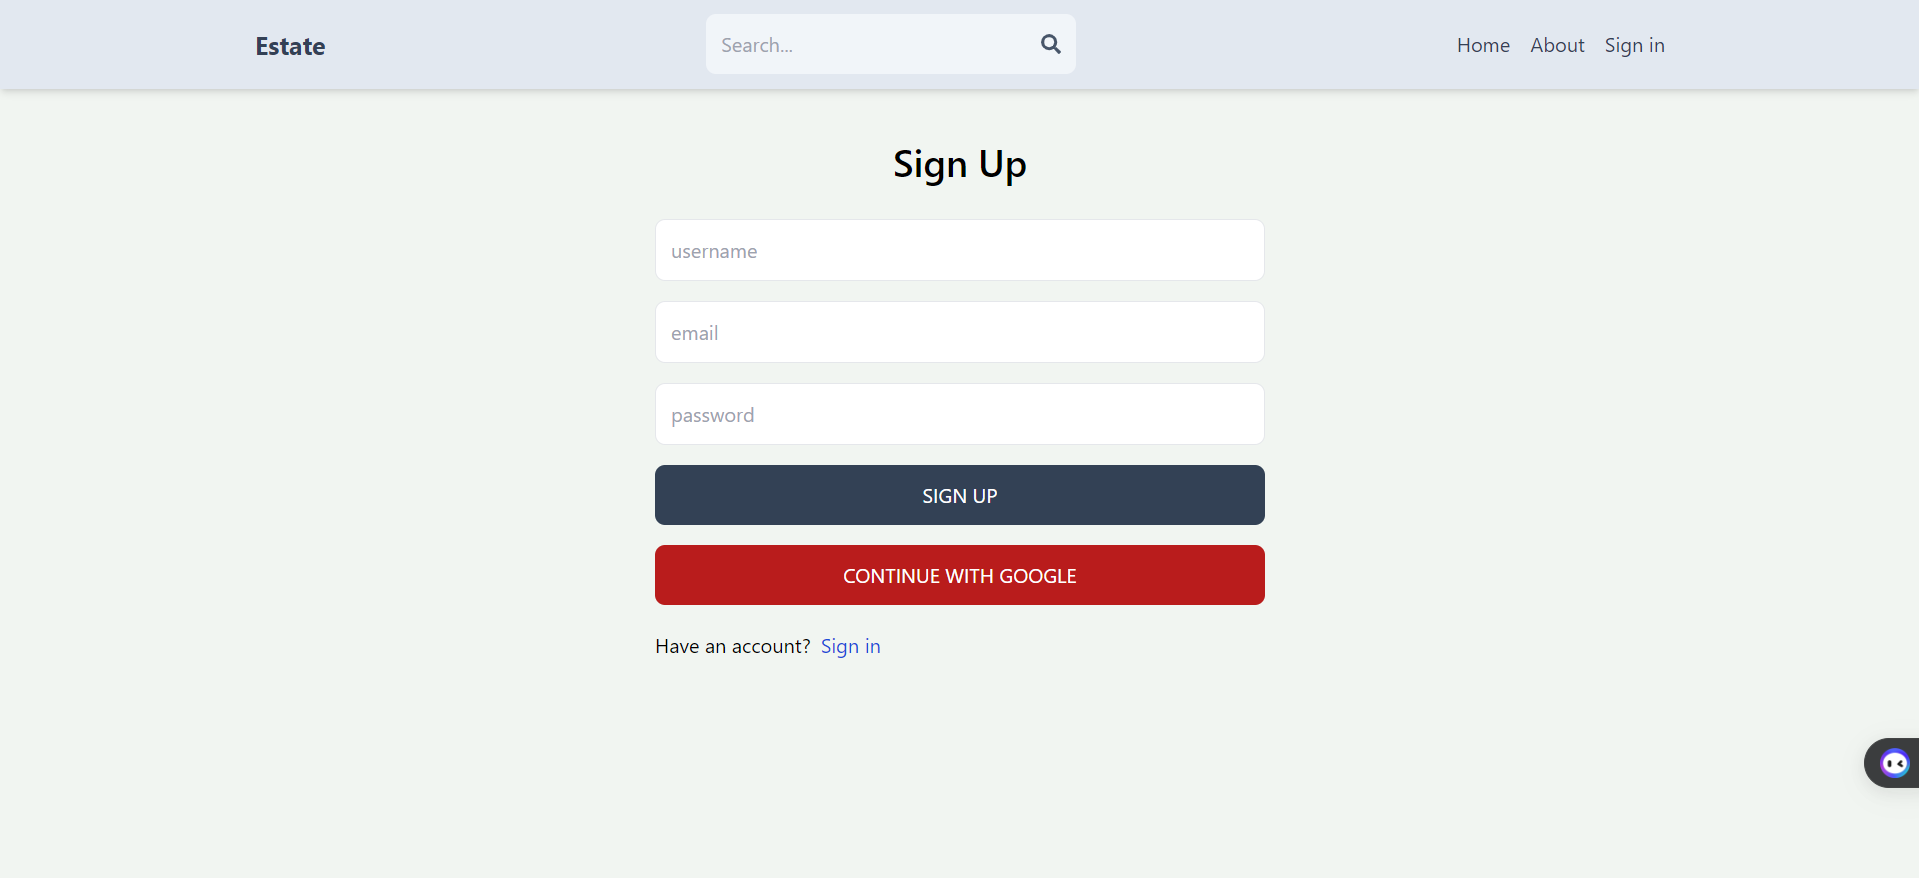 Estate
Search...
Home About Sign in
Sign Up
username
email
password
SIGN UP
CONTINUE WITH GOOGLE
Have an account? Sign in